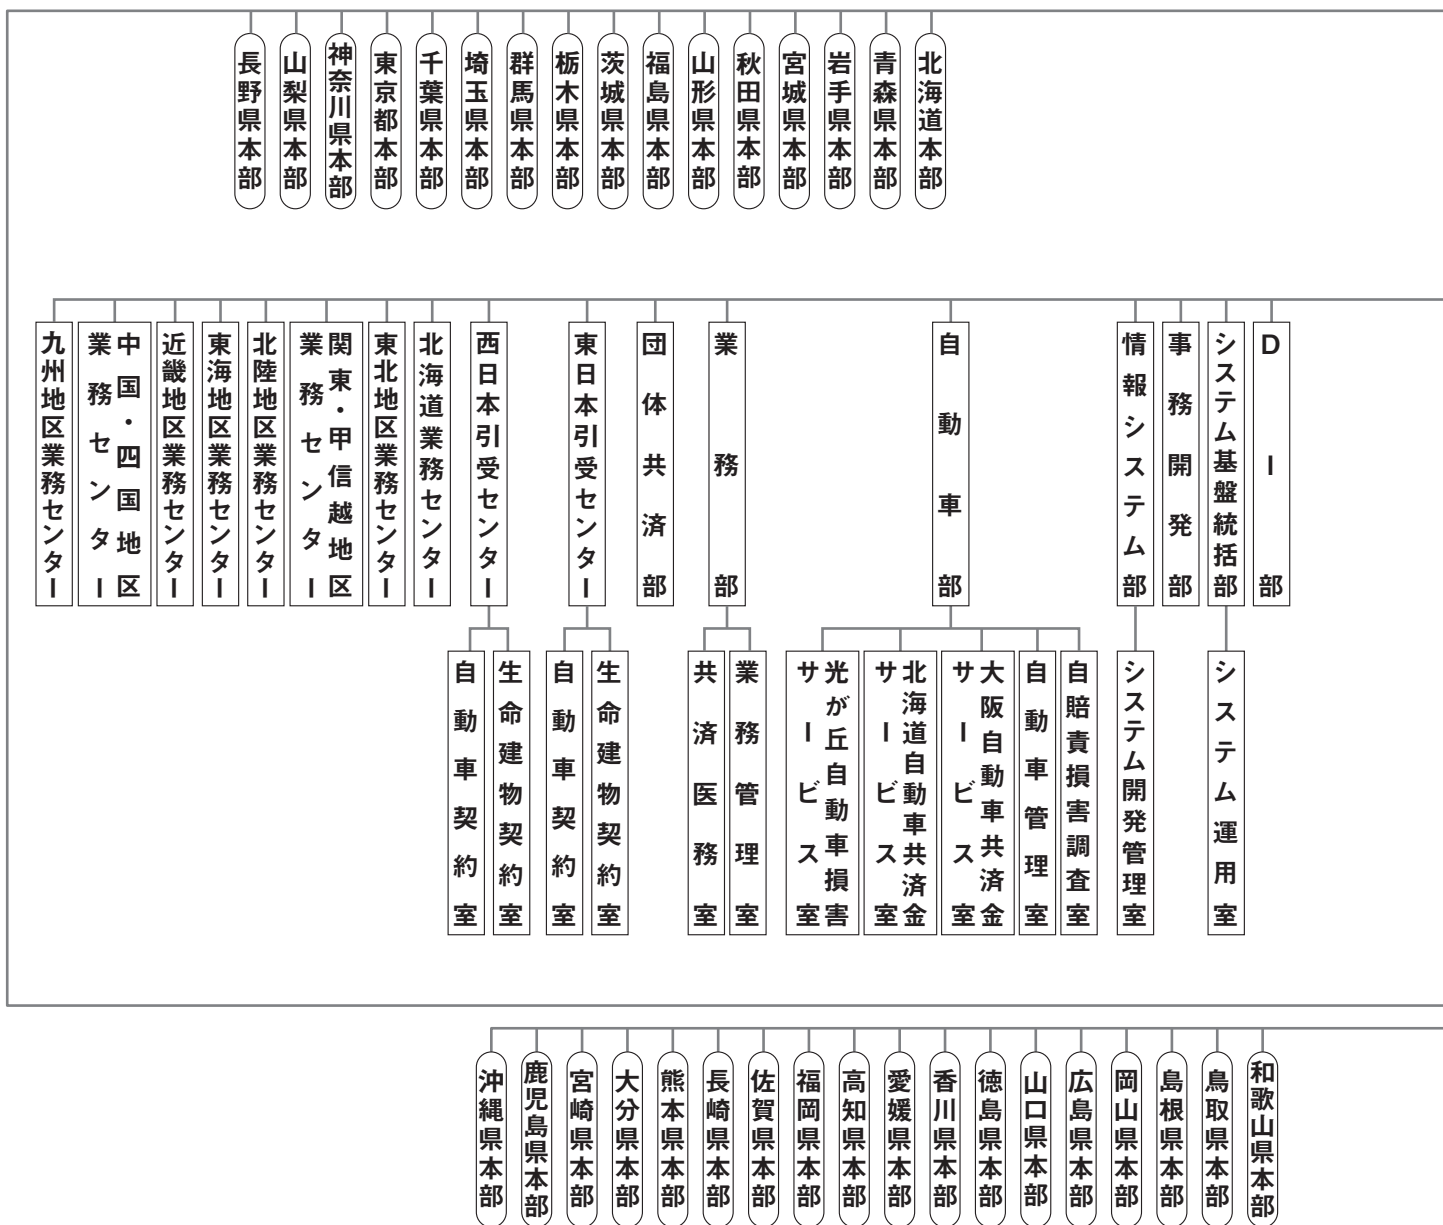 北海道本部
青森県本部
岩手県本部
宮城県本部
秋田県本部
山形県本部
福島県本部
茨城県本部
栃木県本部
群馬県本部
埼玉県本部
千葉県本部
東京都本部
神奈川県本部
山梨県本部
長野県本部
DI部
システム基盤統括部
事務開発部
情報システム部
自動車部
業務部
団体共済部
東日本引受センター
西日本引受センター
北海道業務センター
東北地区業務センター
関東・甲信越地区
業務センター
北陸地区業務センター
東海地区業務センター
近畿地区業務センター
中国・四国地区
業務センター
九州地区業務センター
システム運用室
システム開発管理室
自賠責損害調査室
自動車管理室
大阪自動車共済金
サービス室
北海道自動車共済金
サービス室
光が丘自動車損害
サービス室
業務管理室
共済医務室
生命建物契約室
自動車契約室
生命建物契約室
自動車契約室
和歌山県本部
鳥取県本部
島根県本部
岡山県本部
広島県本部
山口県本部
徳島県本部
香川県本部
愛媛県本部
高知県本部
福岡県本部
佐賀県本部
長崎県本部
熊本県本部
大分県本部
宮崎県本部
鹿児島県本部
沖縄県本部